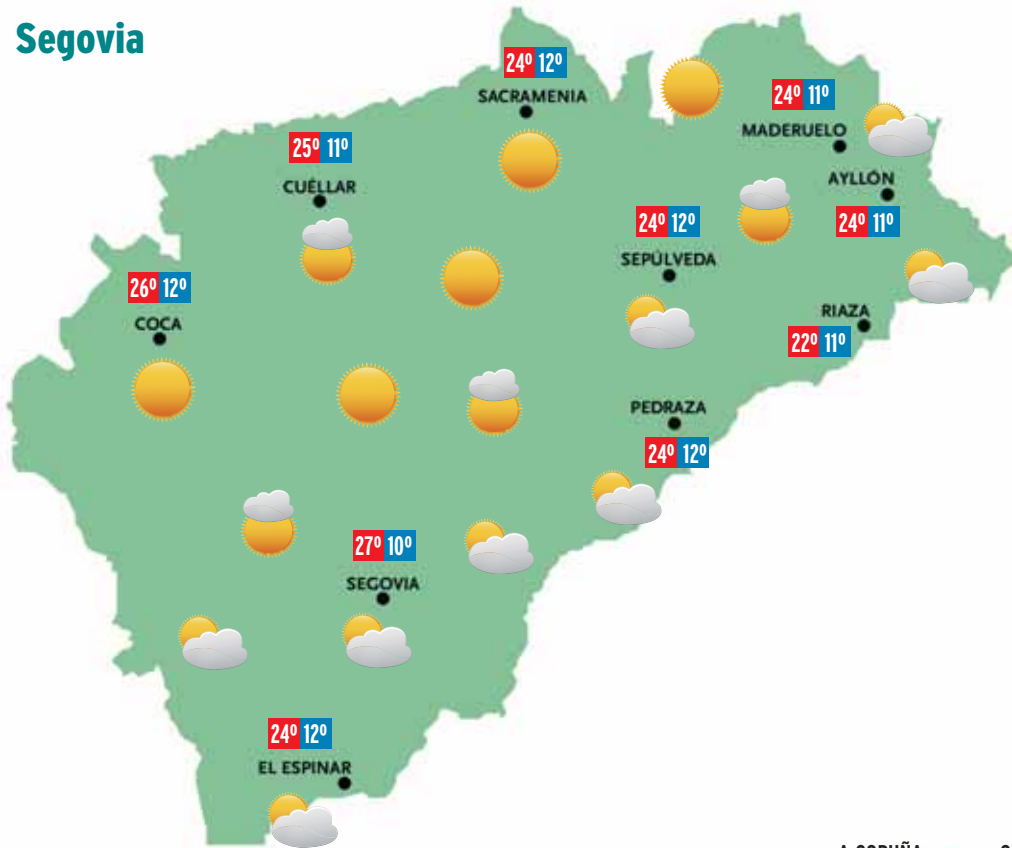 Segovia
24º 12º
SACRAMENIA
24º 11º
MADERUELO
25º 11º
CUÉLLAR
AYLLÓN
24º 11º
24º 12º
SEPÚLVEDA
26º 12º
COCA
RIAZA
22º 11º
PEDRAZA
24º 12º
27º 10º
SEGOVIA
24º 12º
EL ESPINAR
A CORUÑA